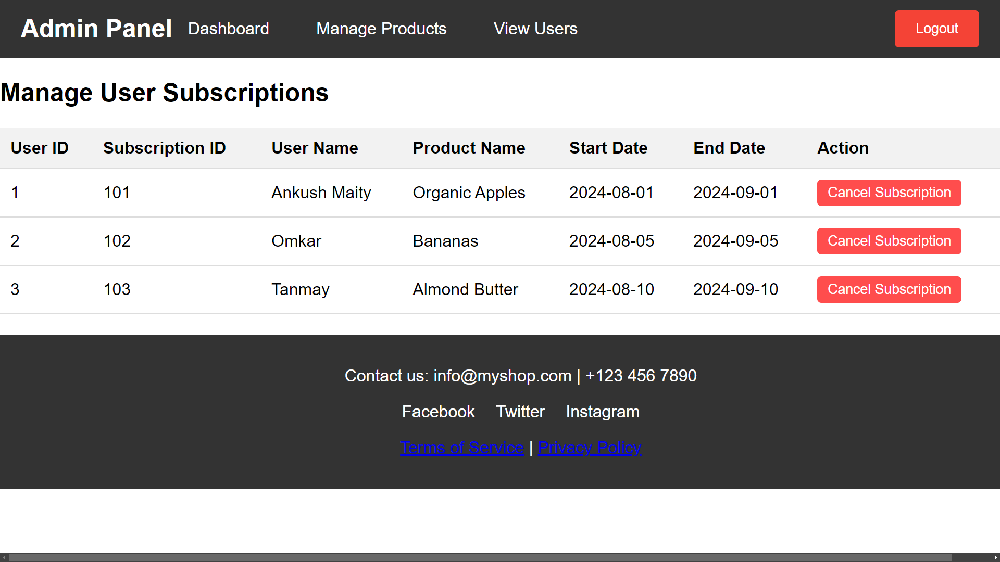 Admin Panel Dashboard Manage Products View Users Logout
Manage User Subscriptions
User ID Subscription ID User Name Product Name Start Date End Date Action
1 101 Ankush Maity Organic Apples 2024-08-01 2024-09-01 Cancel Subscription
2 102 Omkar Bananas 2024-08-05 2024-09-05 Cancel Subscription
3 103 Tanmay Almond Butter 2024-08-10 2024-09-10 Cancel Subscription
Contact us: info@myshop.com | +123 456 7890
Facebook Twitter Instagram
Terms of Service | Privacy Policy